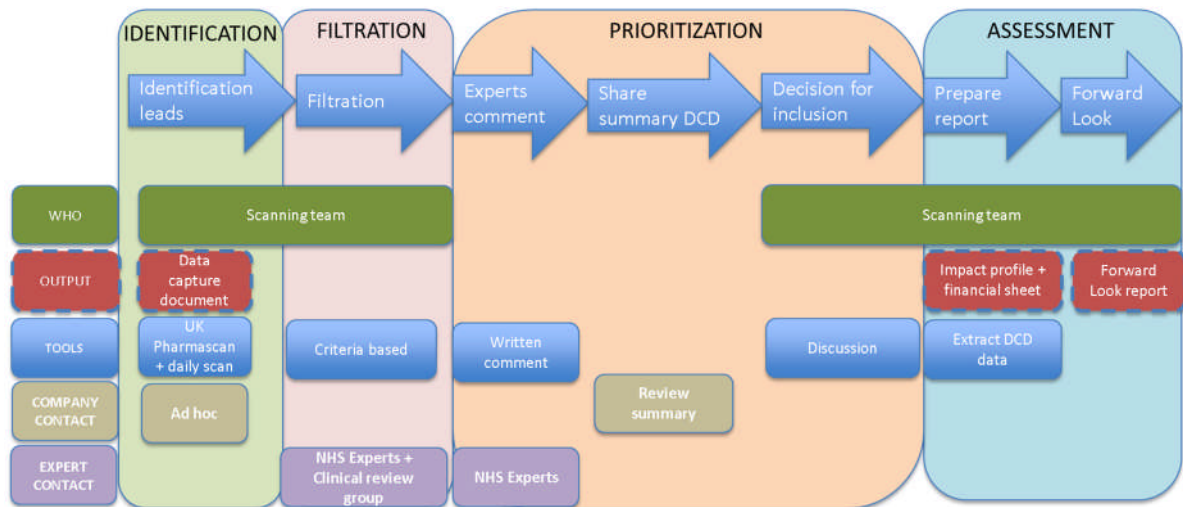 IDENTIFICATION
FILTRATION
PRIORITIZATION
ASSESSMENT
Identification
leads
Filtration
Experts
comment
Share
summary DCD
Decision for
inclusion
Prepare
report
Forward
Look
WHO
Scanning team
Scanning team
OUTPUT
Data
capture
document
Impact profile +
financial sheet
Forward
Look report
TOOLS
UK
Pharmascan
+ daily scan
Criteria based
Written
comment
Discussion
Extract DCD
data
COMPANY
CONTACT
Ad hoc
Review
summary
EXPERT
CONTACT
NHS Experts +
Clinical review
group
NHS Experts